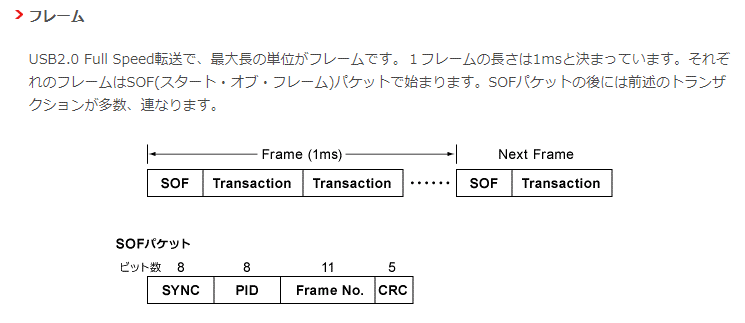 フレーム
USB2.0 Full Speed転送で、最大長の単位がフレームです。１フレームの長さは1msと決まっています。それぞ
れのフレームはSOF(スタート・オブ・フレーム)パケットで始まります。SOFパケットの後には前述のトランザ
クションが多数、連なります。
Frame (1ms) Next Frame
SOF Transaction Transaction ······ SOF Transaction
SOFパケット
ビット数 8 8 11 5
SYNC PID Frame No. CRC